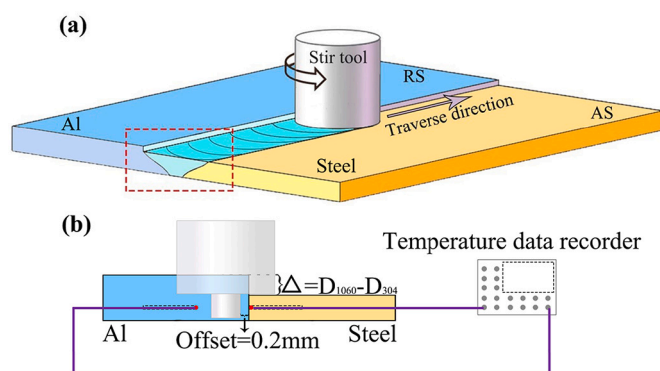 (a)
Stir tool
RS
Al
Traverse direction
AS
Steel
(b)
Temperature data recorder
Δ=D₁₀₆₀-D₃₀₄
Al
Steel
Offset=0.2mm